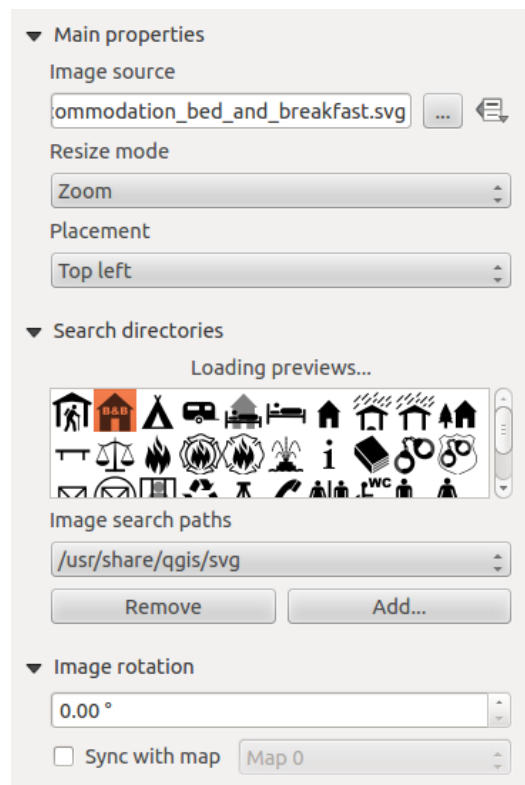 Main properties
Image source
ommodation_bed_and_breakfast.svg ...
Resize mode
Zoom
Placement
Top left
Search directories
Loading previews...
B&B
i
WC
Image search paths
/usr/share/qgis/svg
Remove Add...
Image rotation
0.00 °
Sync with map Map 0